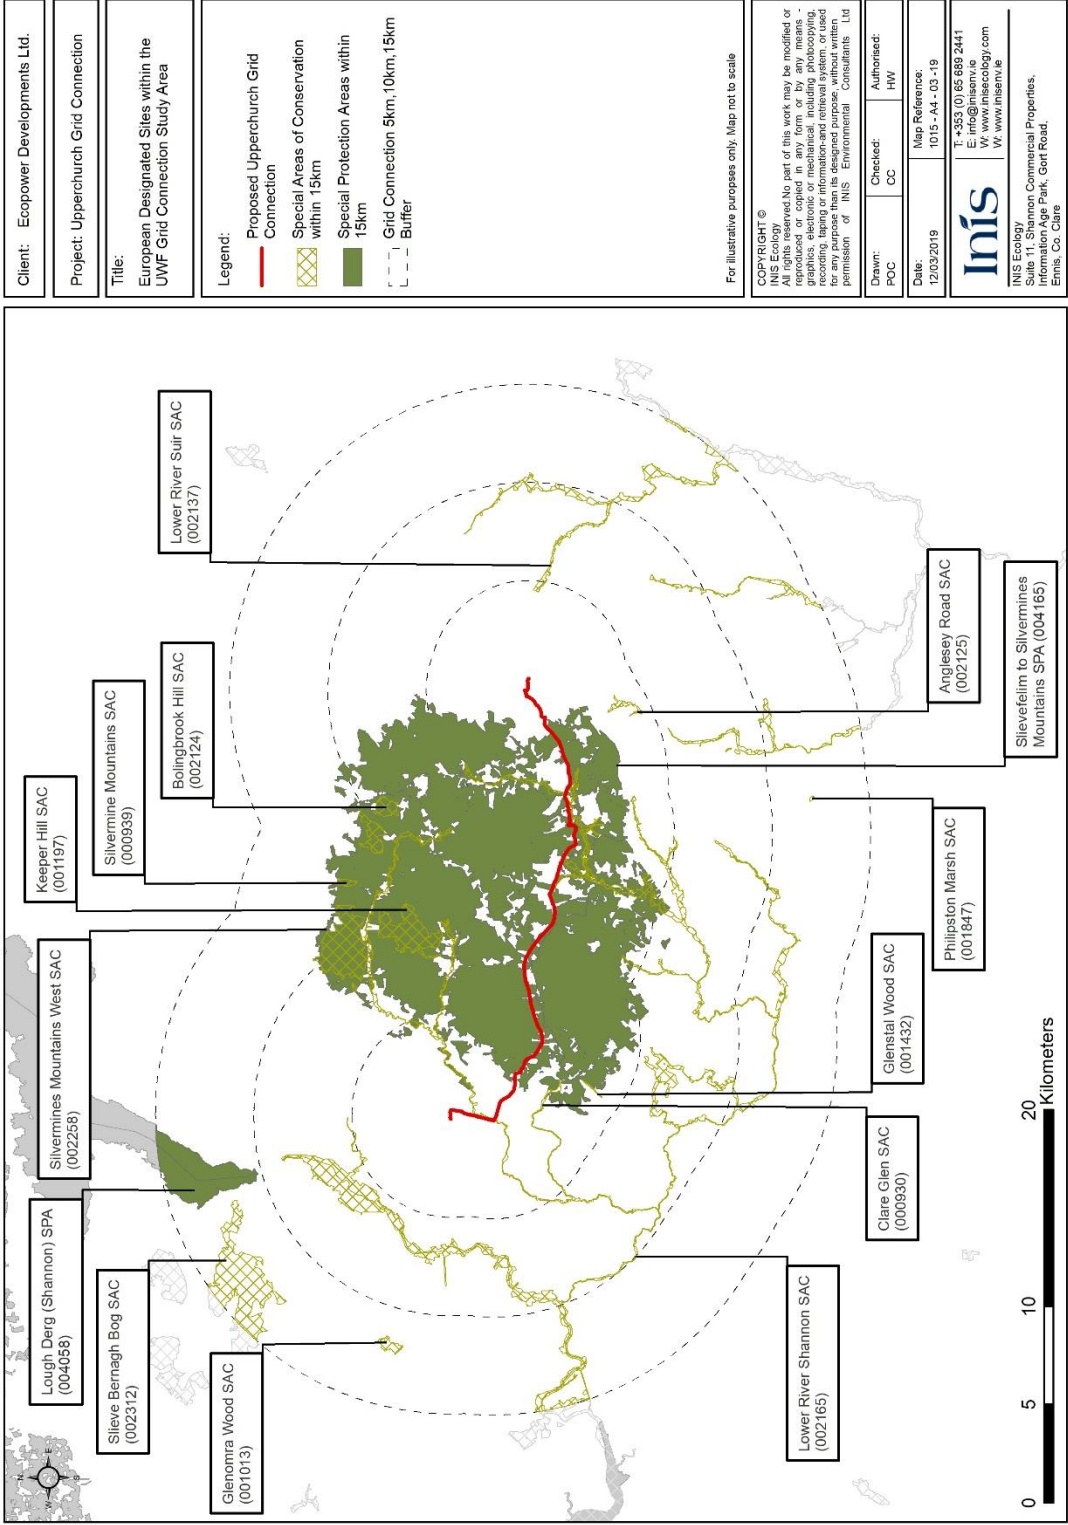 Client: Ecopower Developments Ltd.
Project: Upperchurch Grid Connection
Title:
European Designated Sites within the
UWF Grid Connection Study Area
Legend:
Proposed Upperchurch Grid
Connection
Special Areas of Conservation
within 15km
Special Protection Areas within
15km
Grid Connection 5km,10km,15km
Buffer
For illustrative puropses only. Map not to scale
COPYRIGHT ©
INIS Ecology
All rights reserved.No part of this work may be modified or
reproduced or copied in any form or by any means -
graphics, electronic or mechanical, including photocopying,
recording, taping or information-and retrieval system, or used
for any purpose than its designed purpose, without written
permission of INIS Environmental Consultants Ltd
Drawn:
POC
Checked:
CC
Authorised:
HW
Date:
12/03/2019
Map Reference:
1015 - A4 - 03 -19
Inis
T: +353 (0) 65 689 2441
E: info@inisenv.ie
W: www.inisecology.com
W: www.inisenv.ie
INIS Ecology
Suite 11, Shannon Commercial Properties,
Information Age Park, Gort Road,
Ennis, Co. Clare
Keeper Hill SAC
(001197)
Silvermine Mountains SAC
(000939)
Bolingbrook Hill SAC
(002124)
Lower River Suir SAC
(002137)
Silvermines Mountains West SAC
(002258)
Lough Derg (Shannon) SPA
(004058)
Slieve Bernagh Bog SAC
(002312)
Glenomra Wood SAC
(001013)
Lower River Shannon SAC
(002165)
Clare Glen SAC
(000930)
Glenstal Wood SAC
(001432)
Philipston Marsh SAC
(001847)
Anglesey Road SAC
(002125)
Slievefelim to Silvermines
Mountains SPA (004165)
N
W
E
S
0 5 10 20
Kilometers